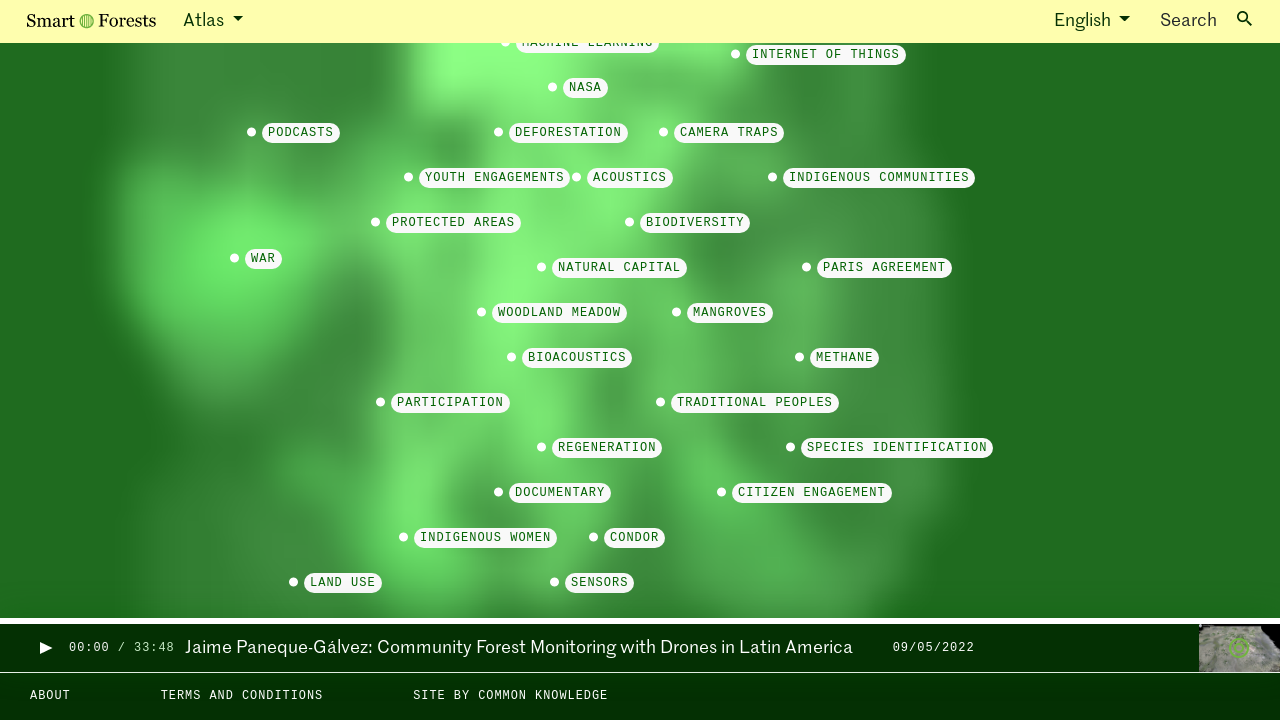 Smart Forests Atlas English Search
MACHINE LEARNING
INTERNET OF THINGS
NASA
PODCASTS DEFORESTATION CAMERA TRAPS
YOUTH ENGAGEMENTS ACOUSTICS INDIGENOUS COMMUNITIES
PROTECTED AREAS BIODIVERSITY
WAR
NATURAL CAPITAL PARIS AGREEMENT
WOODLAND MEADOW MANGROVES
BIOACOUSTICS METHANE
PARTICIPATION TRADITIONAL PEOPLES
REGENERATION SPECIES IDENTIFICATION
DOCUMENTARY CITIZEN ENGAGEMENT
INDIGENOUS WOMEN CONDOR
LAND USE SENSORS
00:00 / 33:48 Jaime Paneque-Gálvez: Community Forest Monitoring with Drones in Latin America 09/05/2022
ABOUT TERMS AND CONDITIONS SITE BY COMMON KNOWLEDGE